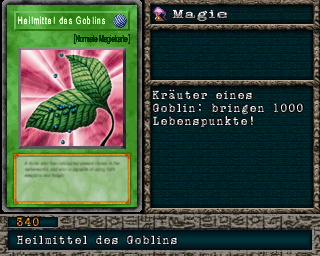 Heilmittel des Goblins
[Normale Magiekarte]
Magie
Kräuter eines
Goblin: bringen 1000
Lebenspunkte!
340
Heilmittel des Goblins